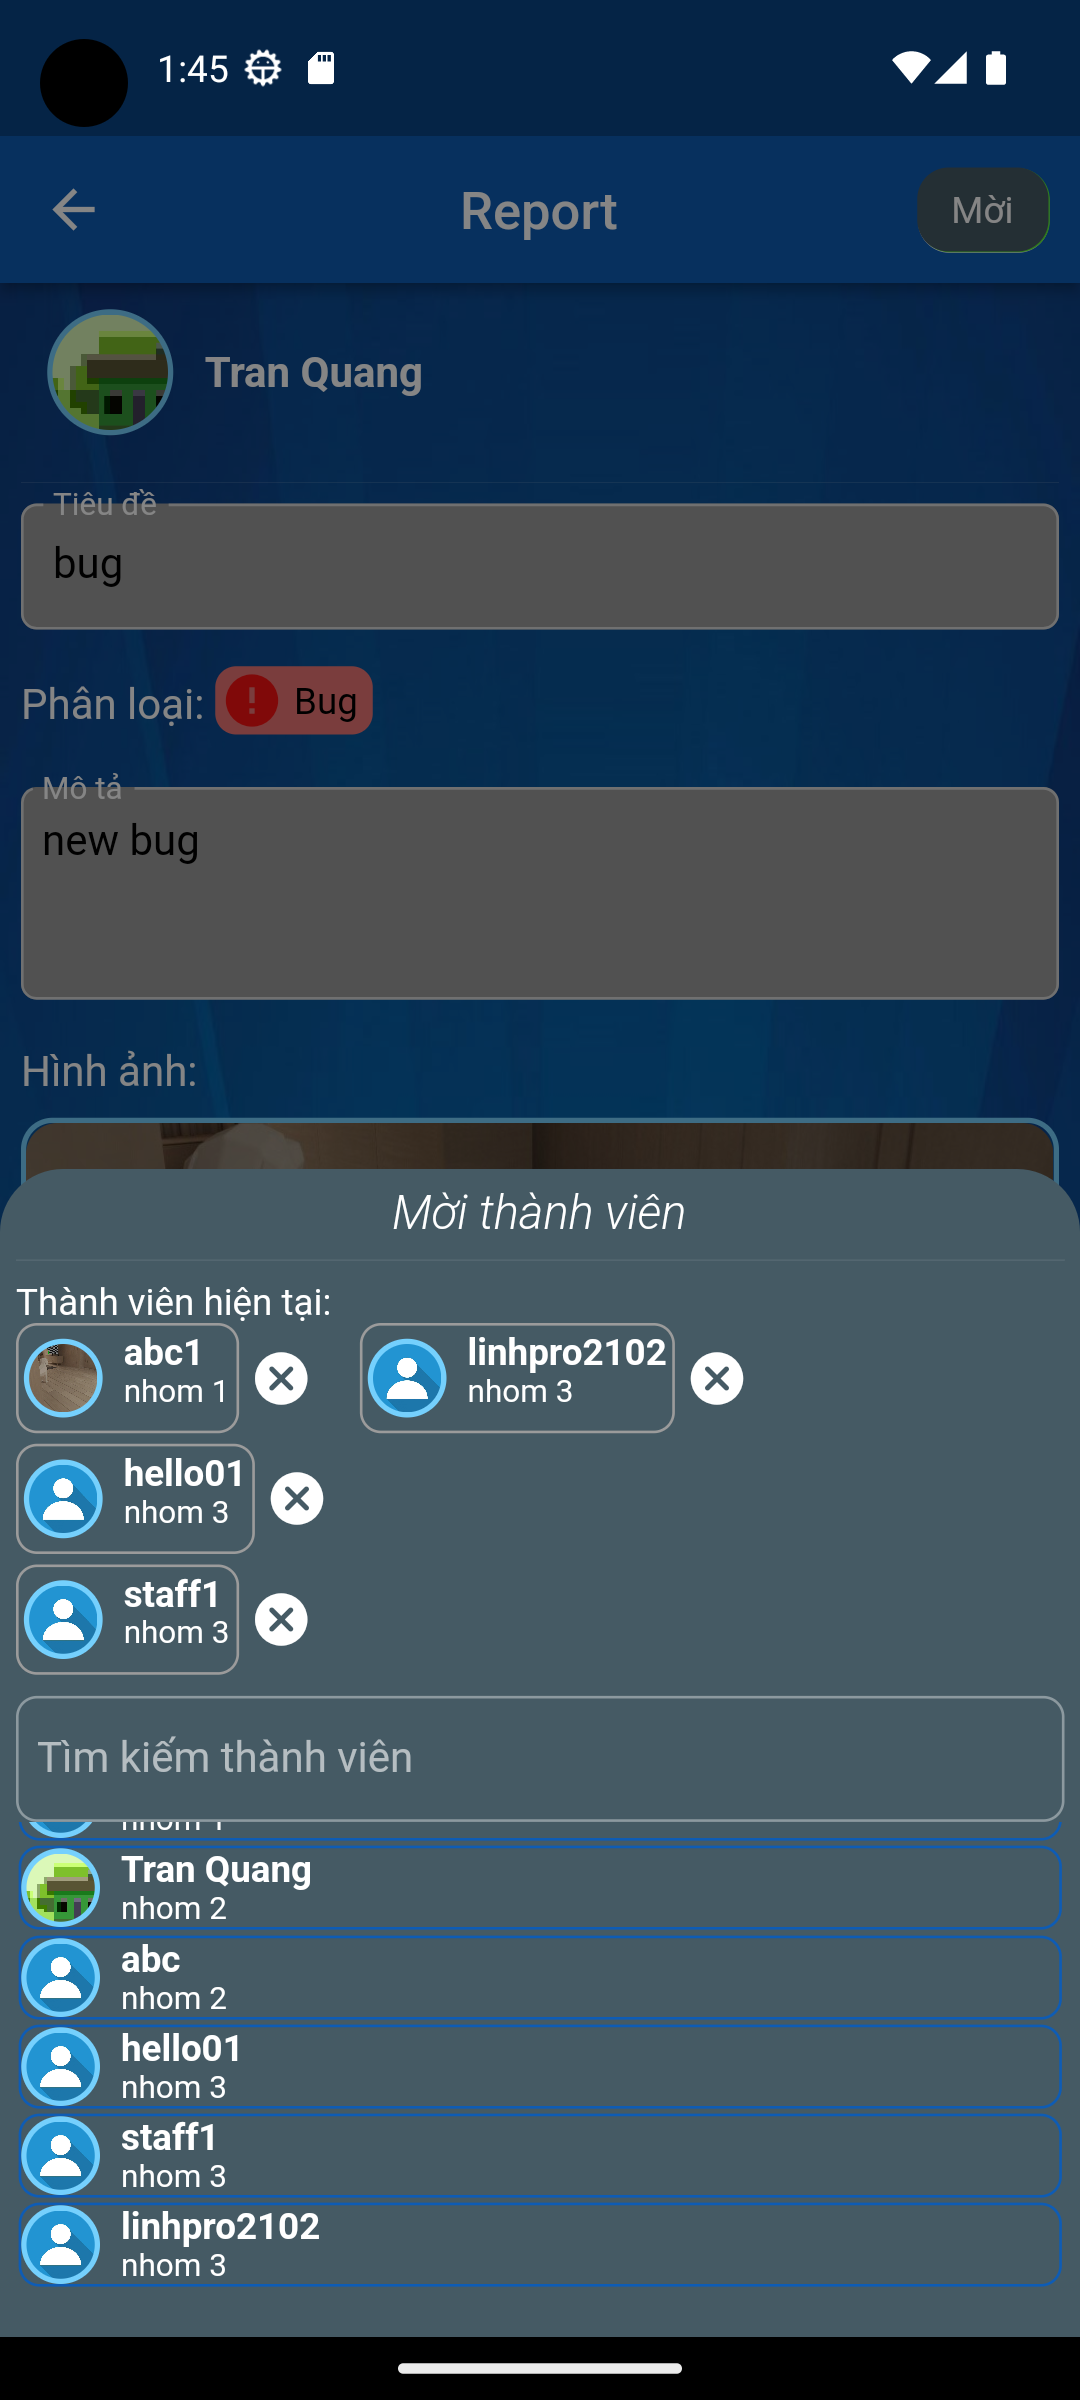 1:45
Report
Mời
Tran Quang
Tiêu đề
bug
Phân loại:
Bug
Mô tả
new bug
Hình ảnh:
Mời thành viên
Thành viên hiện tại:
abc1
nhom 1
linhpro2102
nhom 3
hello01
nhom 3
staff1
nhom 3
Tìm kiếm thành viên
nhom 1
Tran Quang
nhom 2
abc
nhom 2
hello01
nhom 3
staff1
nhom 3
linhpro2102
nhom 3